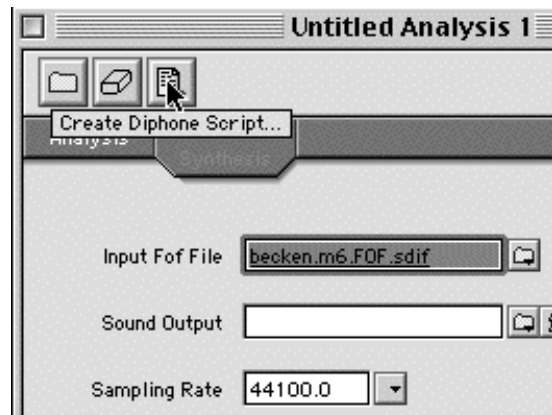 Untitled Analysis 1
Create Diphone Script...
Analysis
Synthesis
Input Fof File
becken.m6.FOF.sdif
Sound Output
Sampling Rate
44100.0